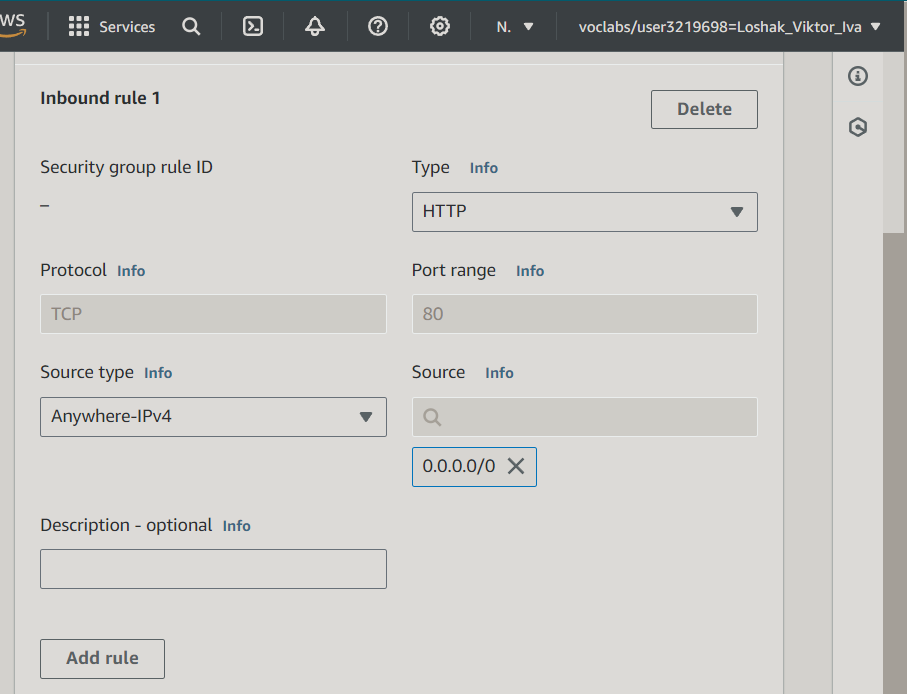 WS Services N. voclabs/user3219698=Loshak_Viktor_Iva
Inbound rule 1
Delete
Security group rule ID
–
Type Info
HTTP
Protocol Info
TCP
Port range Info
80
Source type Info
Anywhere-IPv4
Source Info
0.0.0.0/0
Description - optional Info
Add rule